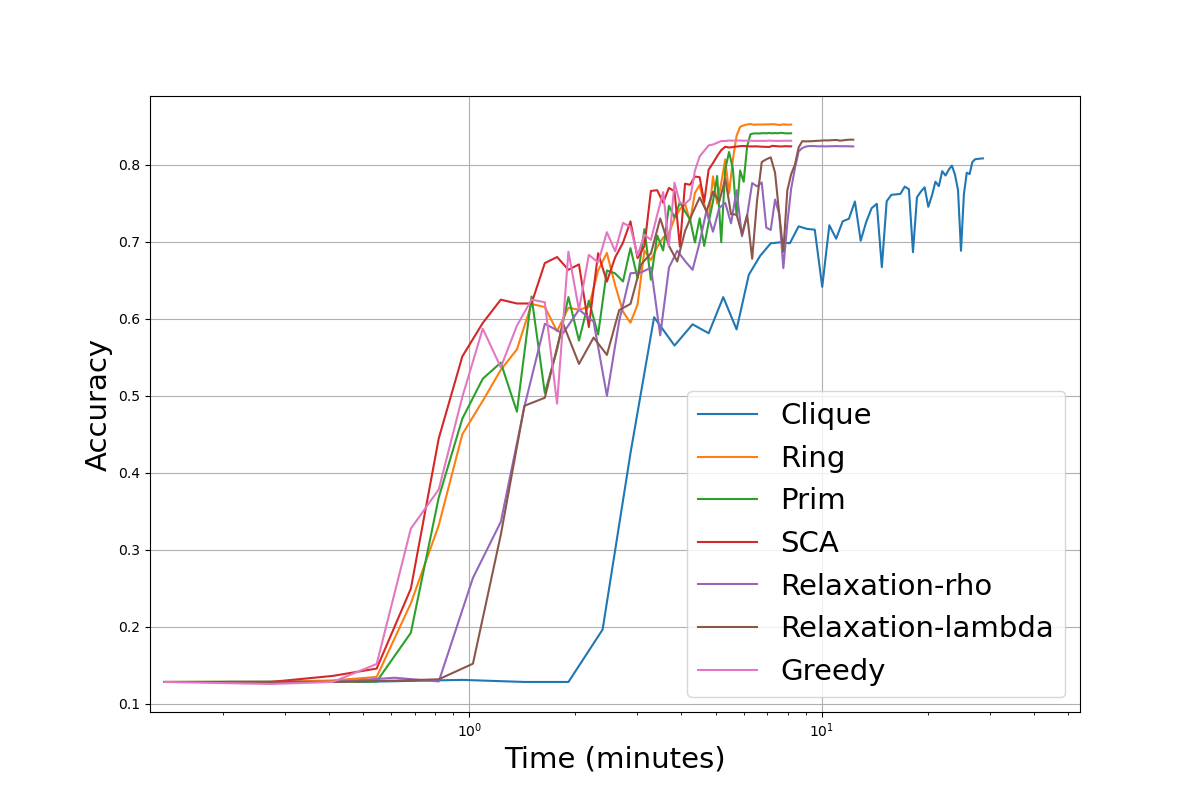 Accuracy
0.8
0.7
0.6
0.5
0.4
0.3
0.2
0.1
Clique
Ring
Prim
SCA
Relaxation-rho
Relaxation-lambda
Greedy
10⁰
10¹
Time (minutes)